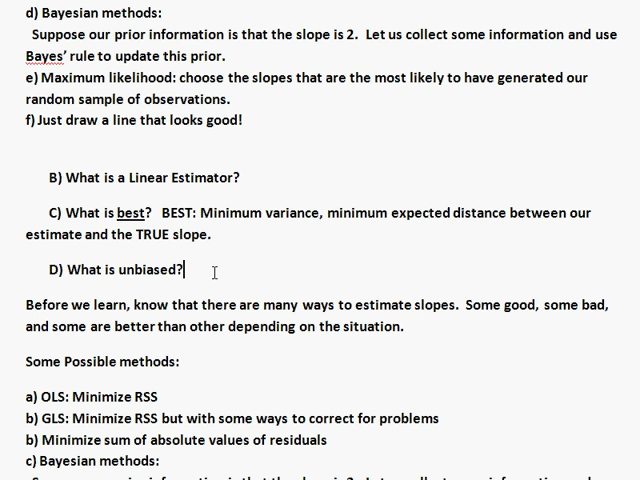 d) Bayesian methods:
Suppose our prior information is that the slope is 2. Let us collect some information and use
Bayes’ rule to update this prior.
e) Maximum likelihood: choose the slopes that are the most likely to have generated our
random sample of observations.
f) Just draw a line that looks good!
B) What is a Linear Estimator?
C) What is best? BEST: Minimum variance, minimum expected distance between our
estimate and the TRUE slope.
D) What is unbiased?
Before we learn, know that there are many ways to estimate slopes. Some good, some bad,
and some are better than other depending on the situation.
Some Possible methods:
a) OLS: Minimize RSS
b) GLS: Minimize RSS but with some ways to correct for problems
b) Minimize sum of absolute values of residuals
c) Bayesian methods: